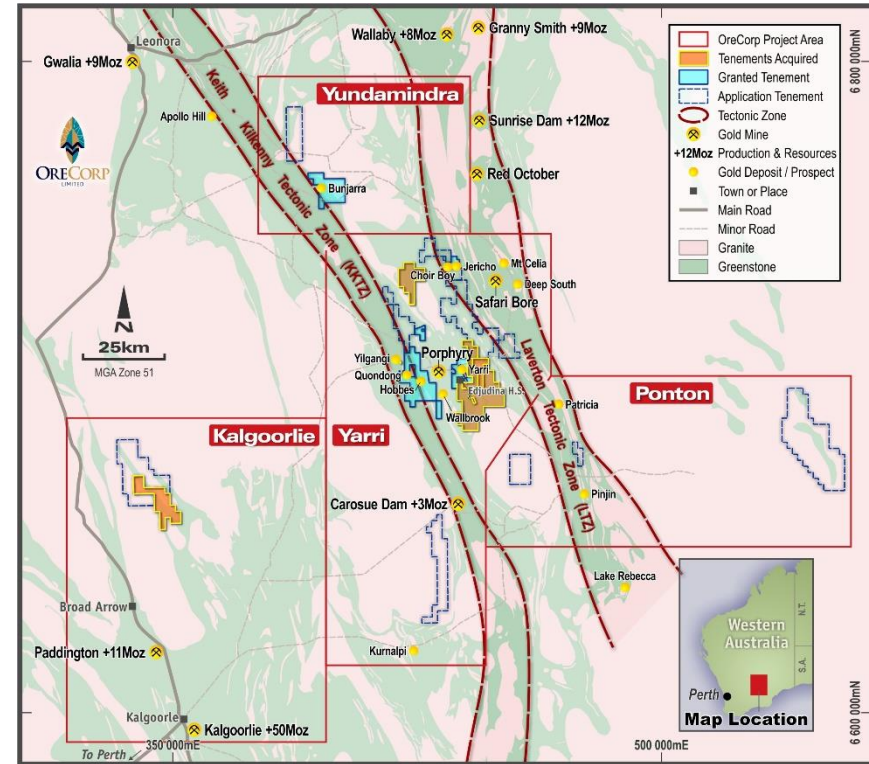 Leonora
Gwalia +9Moz
Wallaby +8Moz
Granny Smith +9Moz
6 800 000mN
Yundamindra
Apollo Hill
Sunrise Dam +12Moz
Red October
ORECORP
LIMITED
Keith - Kilkenny Tectonic Zone (KKTZ)
Bunjarra
OreCorp Project Area
Tenements Acquired
Granted Tenement
Application Tenement
Tectonic Zone
Gold Mine
+12Moz Production & Resources
Gold Deposit / Prospect
Town or Place
Main Road
Minor Road
Granite
Greenstone
N
25km
MGA Zone 51
Choir Boy
Jericho
Mt Celia
Deep South
Safari Bore
Laverton Tectonic Zone (LTZ)
Porphyry
Yilgangi
Quondong
Hobbes
Yarri
Edjudina H.S.
Wallbrook
Patricia
Ponton
Kalgoorlie
Yarri
Carosue Dam +3Moz
Pinjin
Lake Rebecca
Broad Arrow
Paddington +11Moz
Kurnalpi
Kalgoorle
Kalgoorlie +50Moz
To Perth
350 000mE
500 000mE
6 600 000mN
Western
Australia
N.T.
S.A.
Perth
Map Location